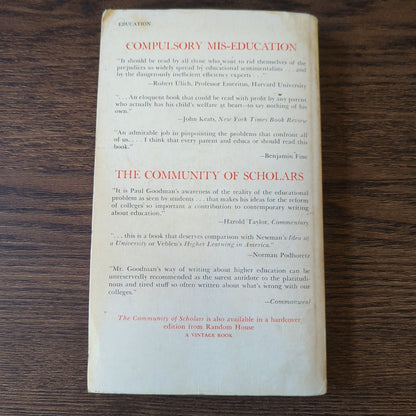 EDUCATION
COMPULSORY MIS-EDUCATION
"It should be read by all those who want to rid themselves of the
prejudices so widely spread by educational sentimentalists . . . and
by the dangerously inefficient efficiency experts . . ."
—Robert Ulich, Professor Emeritus, Harvard University
". . . An eloquent book that could be read with profit by any parent
who actually has his child's welfare at heart—to say nothing of his
own."
—John Keats, New York Times Book Review
"An admirable job in pinpointing the problems that confront all
of us. . . . I think that every parent and educa or should read this
book."
—Benjamin Fine
THE COMMUNITY OF SCHOLARS
"It is Paul Goodman's awareness of the reality of the educational
problem as seen by students . . . that makes his ideas for the reform
of colleges so important a contribution to contemporary writing
about education."
—Harold Taylor, Commentary
". . . this is a book that deserves comparison with Newman's Idea of
a University or Veblen's Higher Learning in America."
—Norman Podhoretz
"Mr. Goodman's way of writing about higher education can be
unreservedly recommended as the surest antidote to the platitudi-
nous and tired stuff so often written about what's wrong with our
colleges."
—Commonweal
The Community of Scholars is also available in a hardcover
edition from Random House
A VINTAGE BOOK